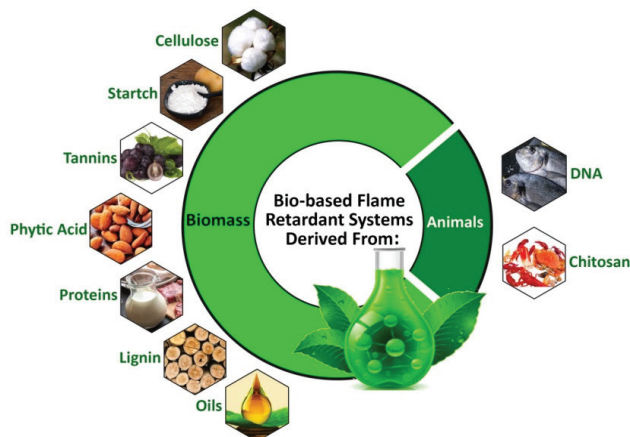 Cellulose
Startch
Tannins
Phytic Acid
Proteins
Lignin
Oils
Biomass
Bio-based Flame
Retardant Systems
Derived From:
Animals
DNA
Chitosan